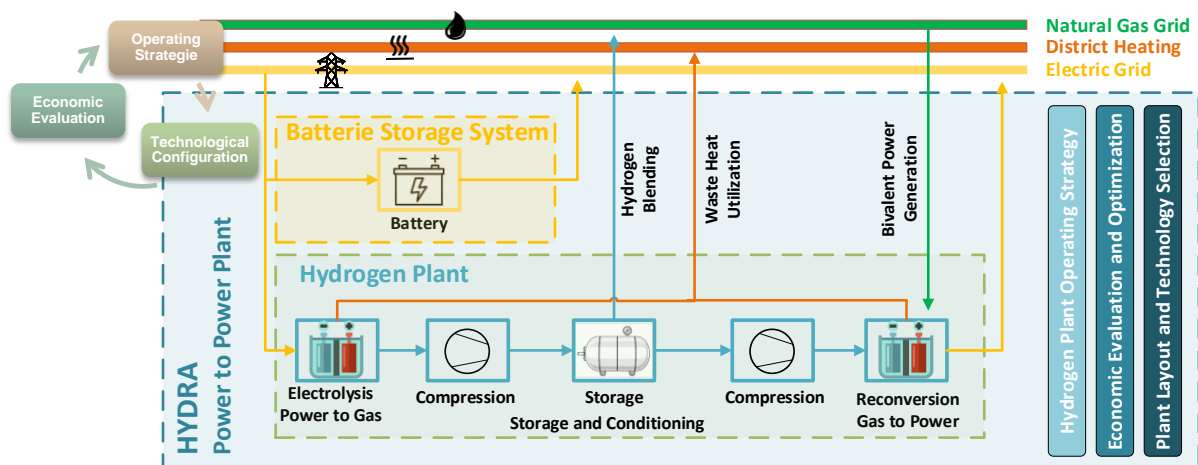 Operating
Strategie
Natural Gas Grid
District Heating
Electric Grid
Economic
Evaluation
Technological
Configuration
Batterie Storage System
Battery
Hydrogen
Blending
Waste Heat
Utilization
Bivalent Power
Generation
Hydrogen Plant
Electrolysis
Power to Gas
Compression
Storage
Compression
Reconversion
Gas to Power
Storage and Conditioning
HYDRA
Power to Power Plant
Hydrogen Plant Operating Strategy
Economic Evaluation and Optimization
Plant Layout and Technology Selection